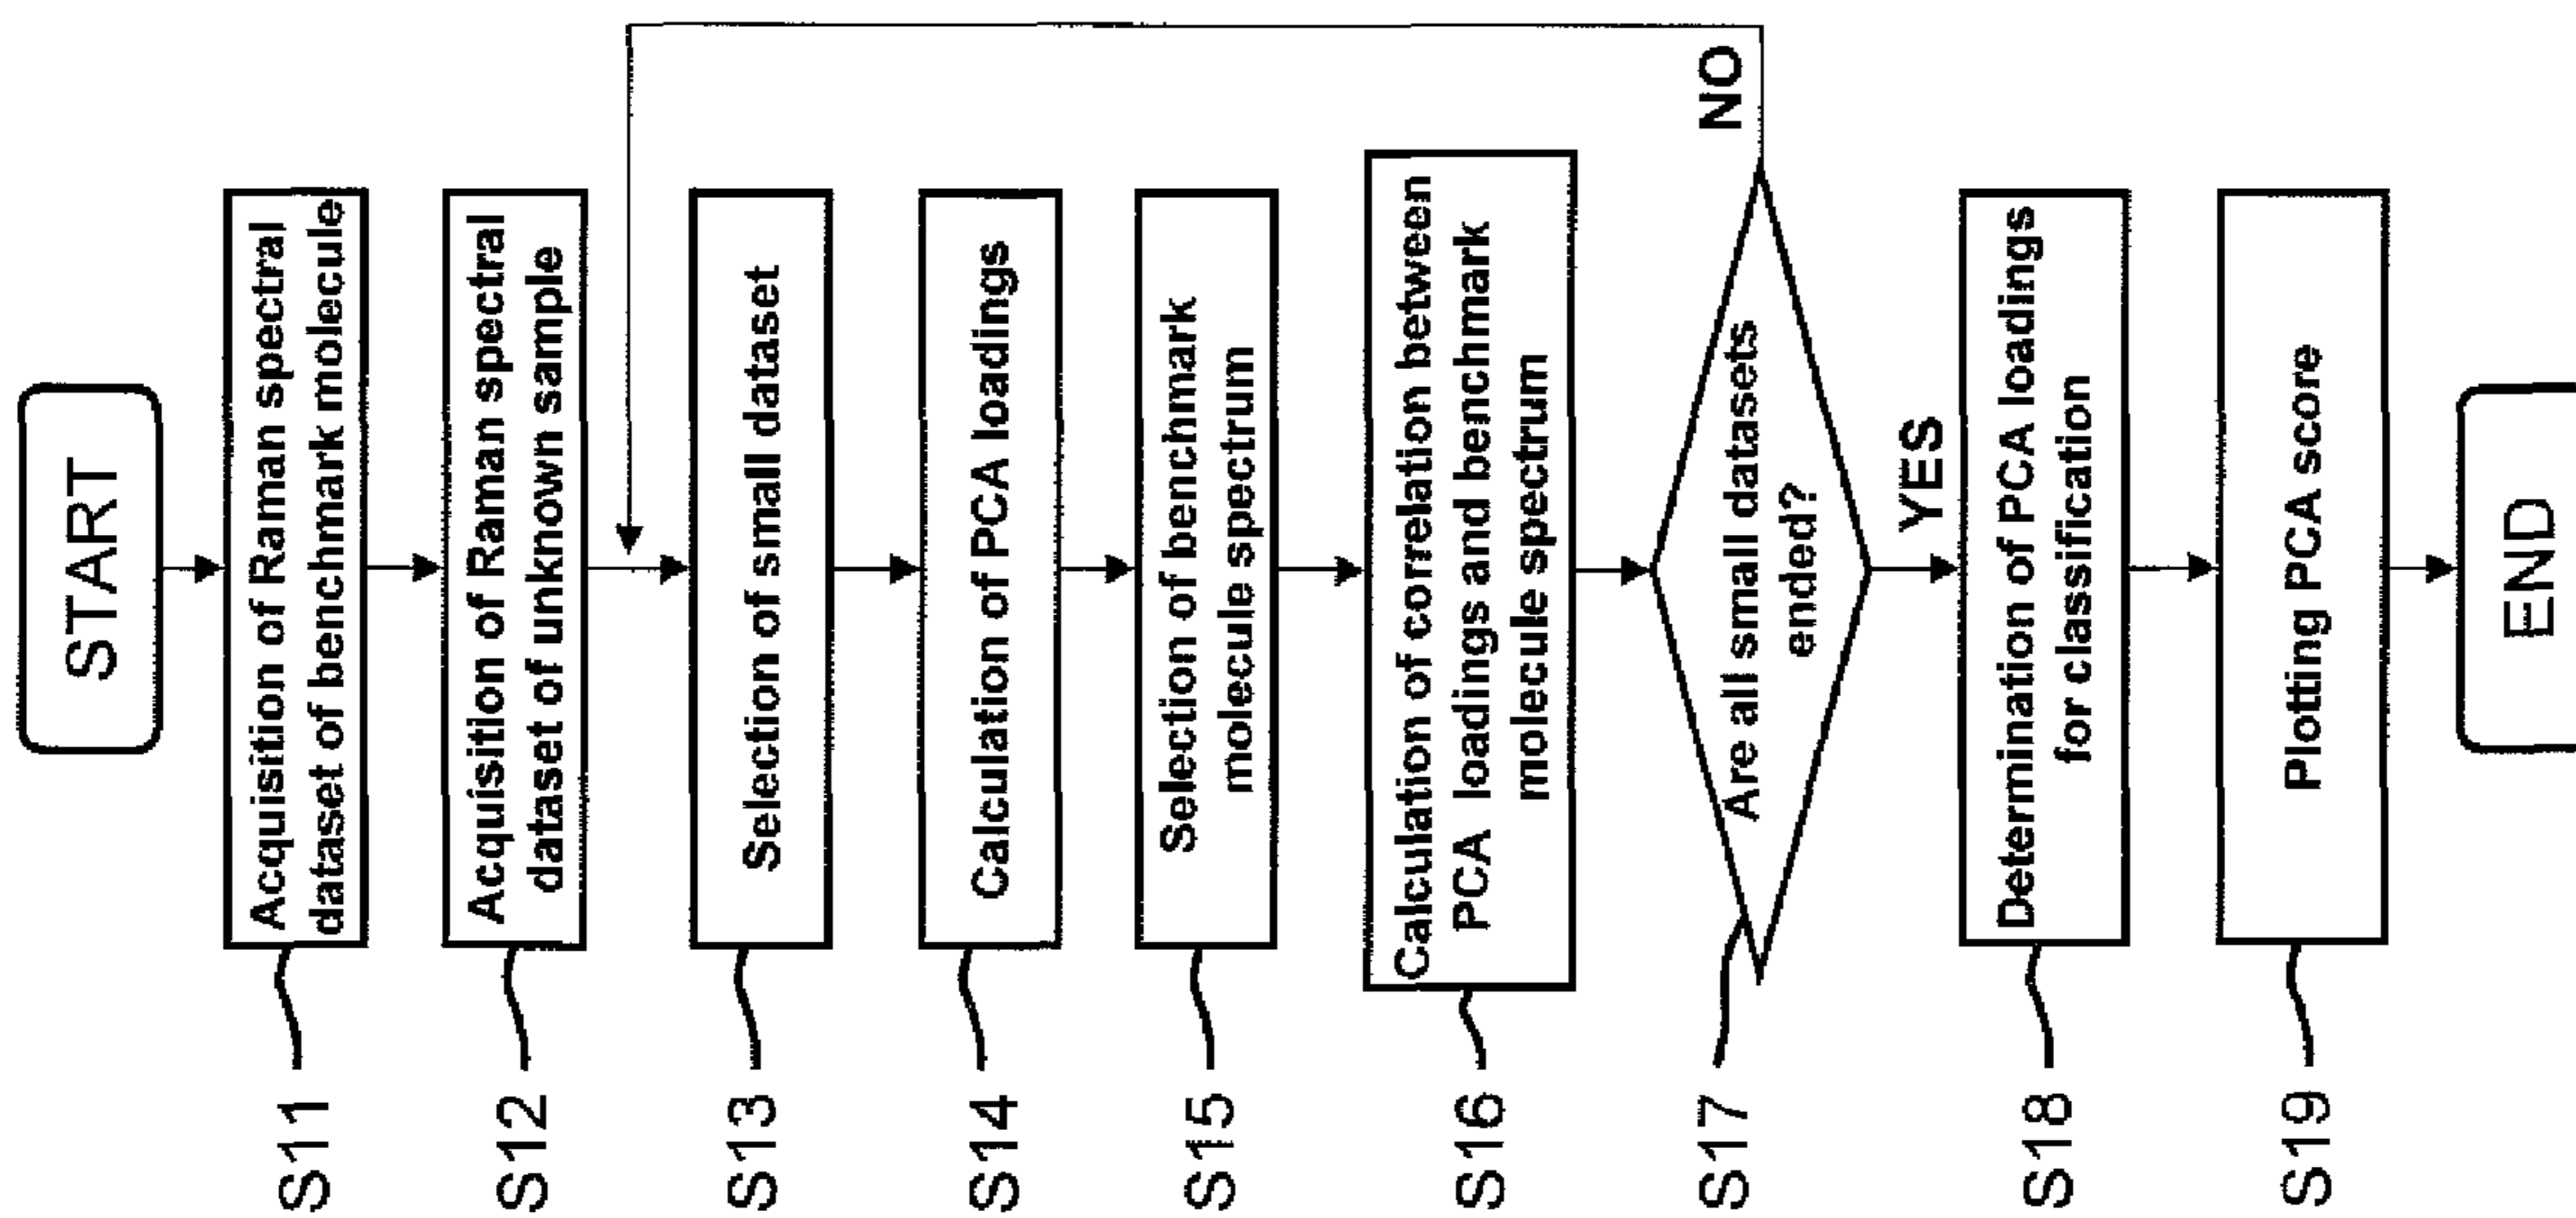 START
S11
Acquisition of Raman spectral
dataset of benchmark molecule
S12
Acquisition of Raman spectral
dataset of unknown sample
S13
Selection of small dataset
S14
Calculation of PCA loadings
S15
Selection of benchmark
molecule spectrum
S16
Calculation of correlation between
PCA loadings and benchmark
molecule spectrum
S17
Are all small datasets
ended?
NO
YES
S18
Determination of PCA loadings
for classification
S19
Plotting PCA score
END